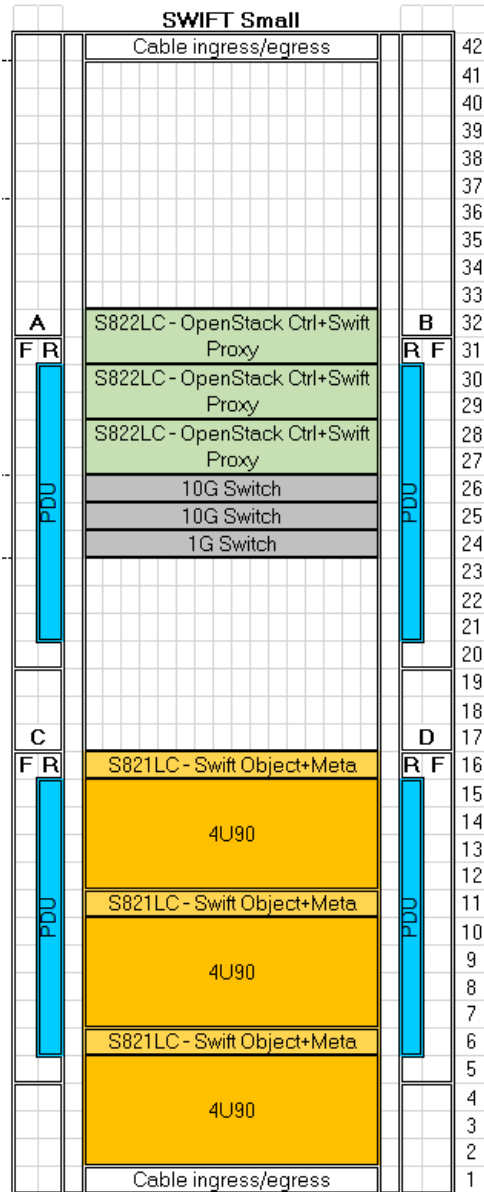 SWIFT Small
Cable ingress/egress 42
41
40
39
38
37
36
35
34
33
A S822LC - OpenStack Ctrl+Swift B 32
F R Proxy R F 31
S822LC - OpenStack Ctrl+Swift 30
Proxy 29
S822LC - OpenStack Ctrl+Swift 28
Proxy 27
PDU 10G Switch PDU 26
10G Switch 25
1G Switch 24
23
22
21
20
19
18
C D 17
F R S821LC - Swift Object+Meta R F 16
15
4U90 14
13
12
S821LC - Swift Object+Meta 11
PDU PDU 10
4U90 9
8
7
S821LC - Swift Object+Meta 6
5
4
4U90 3
2
Cable ingress/egress 1